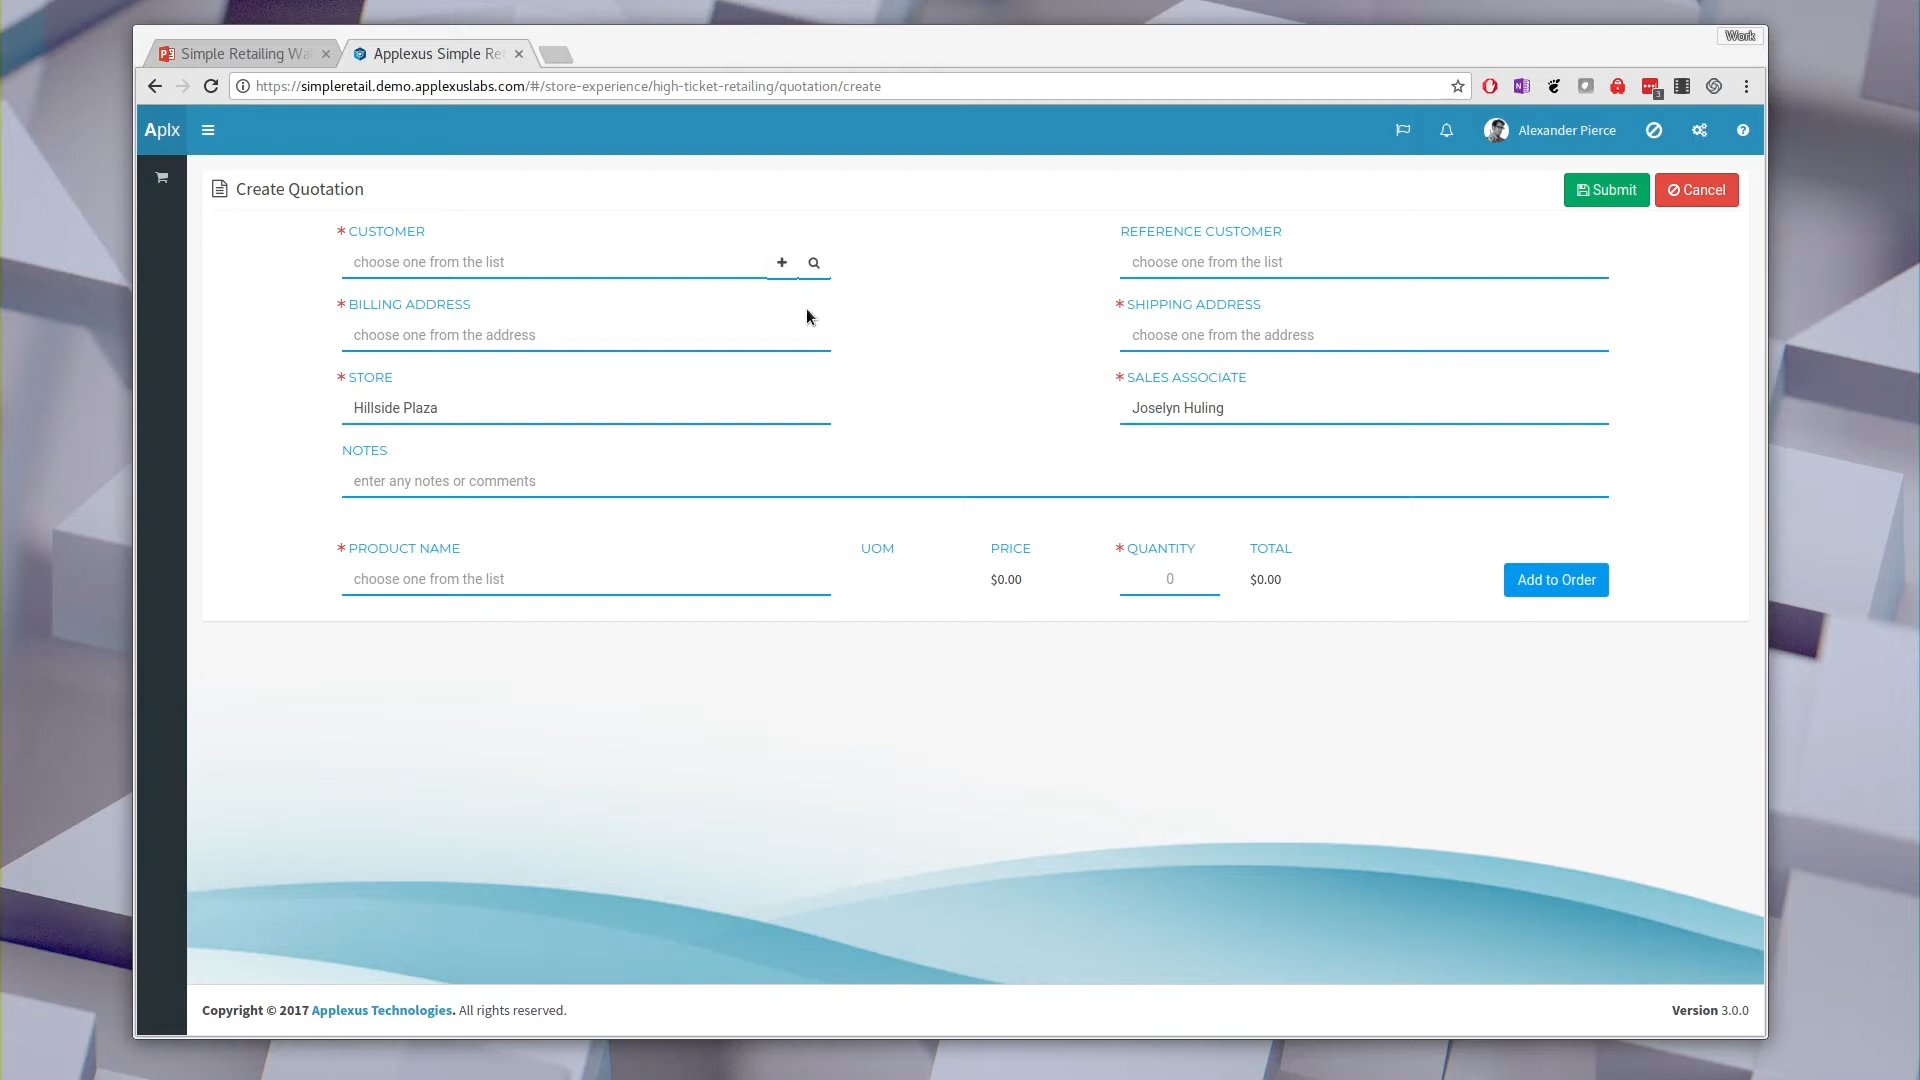 Work
Simple Retailing Wa
Applexus Simple Re
https://simpleretail.demo.applexuslabs.com/#/store-experience/high-ticket-retailing/quotation/create
3
Aplx
Alexander Pierce
Create Quotation
Submit
Cancel
* CUSTOMER
REFERENCE CUSTOMER
choose one from the list
choose one from the list
* BILLING ADDRESS
* SHIPPING ADDRESS
choose one from the address
choose one from the address
* STORE
* SALES ASSOCIATE
Hillside Plaza
Joselyn Huling
NOTES
enter any notes or comments
* PRODUCT NAME UOM PRICE * QUANTITY TOTAL
choose one from the list $0.00 0 $0.00 Add to Order
Copyright © 2017 Applexus Technologies. All rights reserved.
Version 3.0.0